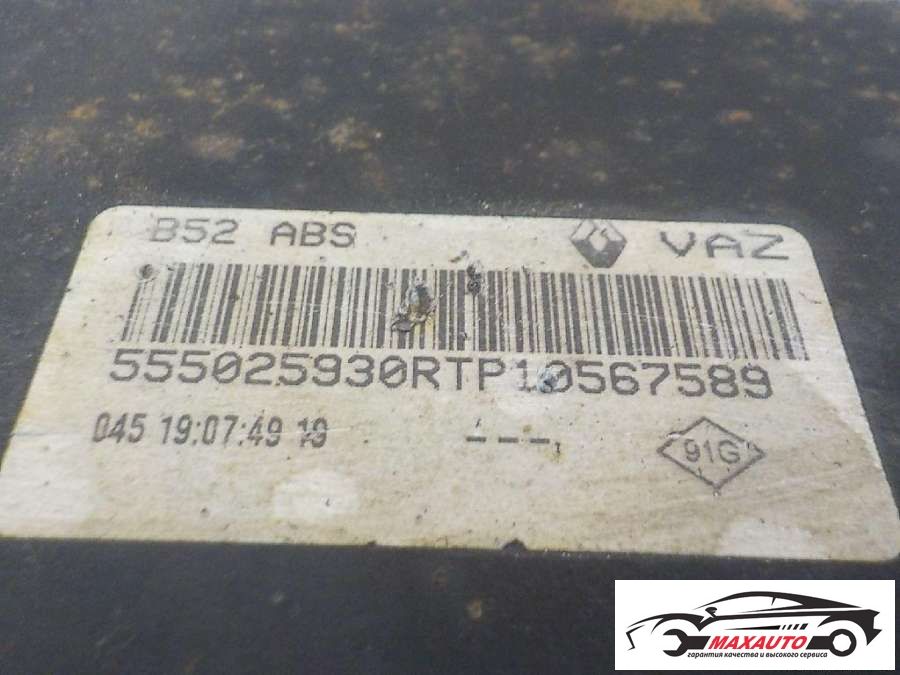 B52 ABS VAZ
555025930RTP10567589
045 19:07:49 19 ---
91G
MAXAUTO
гарантия качества и высокого сервиса